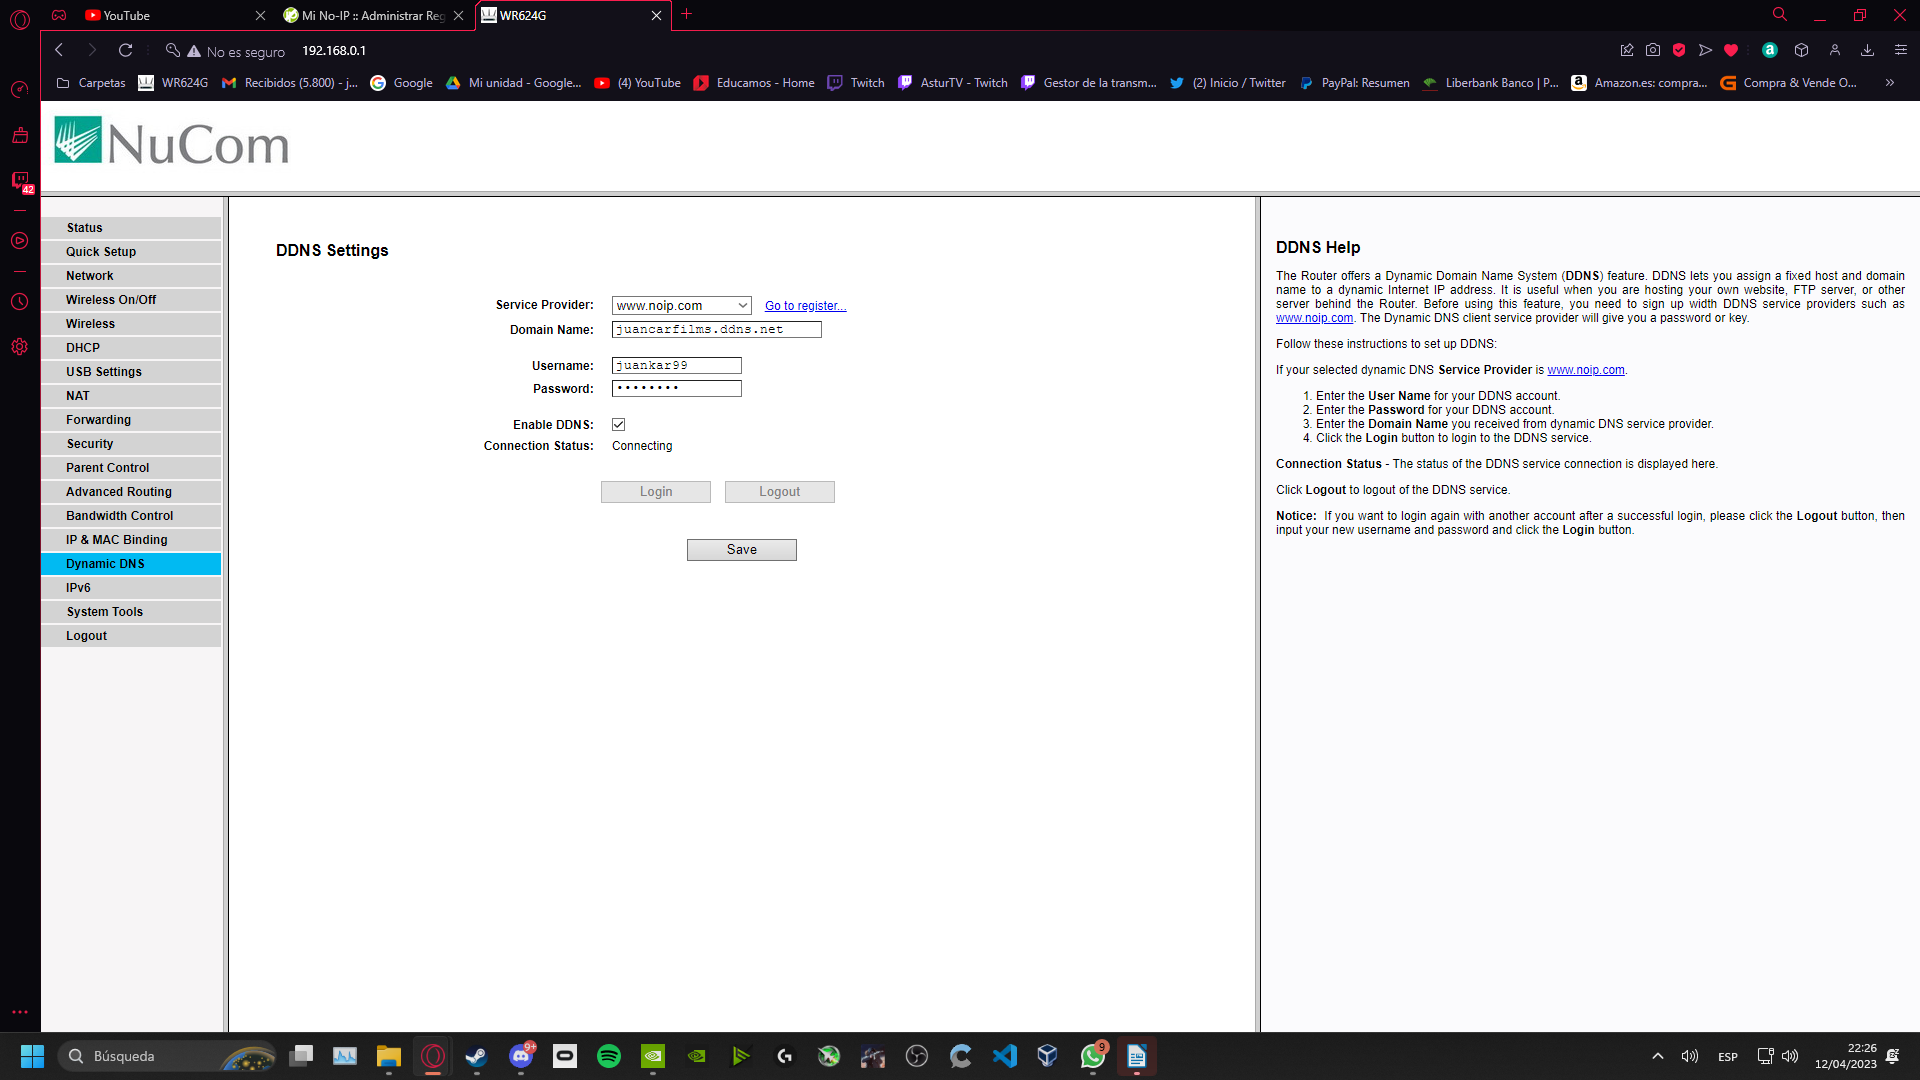 YouTube
Mi No-IP :: Administrar Reg
WR624G
No es seguro
192.168.0.1
Carpetas
WR624G
Recibidos (5.800) - j...
Google
Mi unidad - Google...
(4) YouTube
Educamos - Home
Twitch
AsturTV - Twitch
Gestor de la transm...
(2) Inicio / Twitter
PayPal: Resumen
Liberbank Banco | P...
Amazon.es: compra...
Compra & Vende O...
»
42
NuCom
Status
Quick Setup
Network
Wireless On/Off
Wireless
DHCP
USB Settings
NAT
Forwarding
Security
Parent Control
Advanced Routing
Bandwidth Control
IP & MAC Binding
Dynamic DNS
IPv6
System Tools
Logout
DDNS Settings
Service Provider: www.noip.com Go to register...
Domain Name: juancarfilms.ddns.net
Username: juankar99
Password: ••••••••
Enable DDNS:
Connection Status: Connecting
Login Logout
Save
DDNS Help
The Router offers a Dynamic Domain Name System (DDNS) feature. DDNS lets you assign a fixed host and domain
name to a dynamic Internet IP address. It is useful when you are hosting your own website, FTP server, or other
server behind the Router. Before using this feature, you need to sign up width DDNS service providers such as
www.noip.com. The Dynamic DNS client service provider will give you a password or key.
Follow these instructions to set up DDNS:
If your selected dynamic DNS Service Provider is www.noip.com.
1. Enter the User Name for your DDNS account.
2. Enter the Password for your DDNS account.
3. Enter the Domain Name you received from dynamic DNS service provider.
4. Click the Login button to login to the DDNS service.
Connection Status - The status of the DDNS service connection is displayed here.
Click Logout to logout of the DDNS service.
Notice: If you want to login again with another account after a successful login, please click the Logout button, then
input your new username and password and click the Login button.
Búsqueda
9+
9
ESP
22:26
12/04/2023